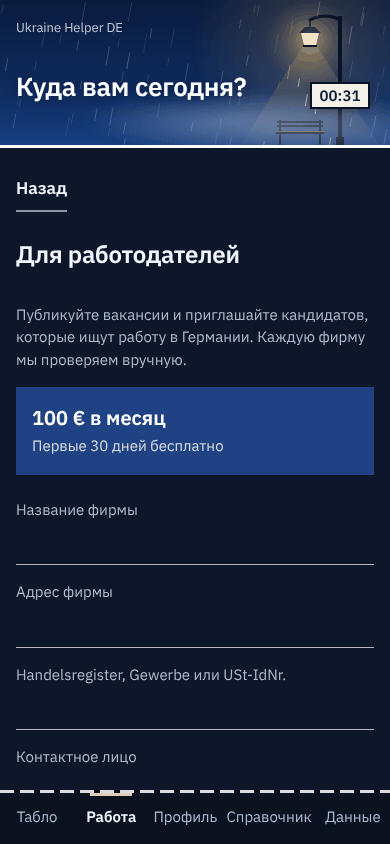 Ukraine Helper DE
Куда вам сегодня?
00:31
Назад
Для работодателей
Публикуйте вакансии и приглашайте кандидатов,
которые ищут работу в Германии. Каждую фирму
мы проверяем вручную.
100 € в месяц
Первые 30 дней бесплатно
Название фирмы
Адрес фирмы
Handelsregister, Gewerbe или USt-IdNr.
Контактное лицо
Табло Работа Профиль Справочник Данные